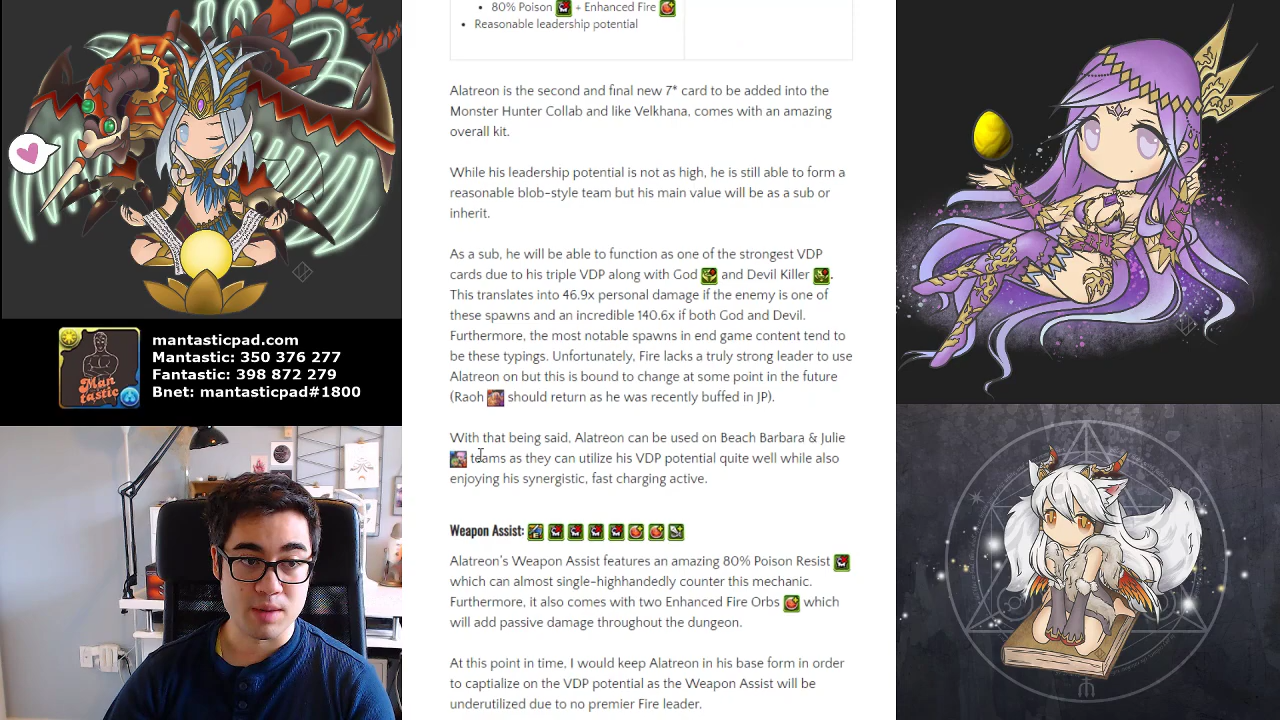 80% Poison + Enhanced Fire
Reasonable leadership potential
Alatreon is the second and final new 7* card to be added into the
Monster Hunter Collab and like Velkhana, comes with an amazing
overall kit.
While his leadership potential is not as high, he is still able to form a
reasonable blob-style team but his main value will be as a sub or
inherit.
As a sub, he will be able to function as one of the strongest VDP
cards due to his triple VDP along with God and Devil Killer .
This translates into 46.9x personal damage if the enemy is one of
these spawns and an incredible 140.6x if both God and Devil.
Furthermore, the most notable spawns in end game content tend to
be these typings. Unfortunately, Fire lacks a truly strong leader to use
Alatreon on but this is bound to change at some point in the future
(Raoh should return as he was recently buffed in JP).
With that being said, Alatreon can be used on Beach Barbara & Julie
teams as they can utilize his VDP potential quite well while also
enjoying his synergistic, fast charging active.
Weapon Assist:
Alatreon's Weapon Assist features an amazing 80% Poison Resist
which can almost single-highhandedly counter this mechanic.
Furthermore, it also comes with two Enhanced Fire Orbs which
will add passive damage throughout the dungeon.
At this point in time, I would keep Alatreon in his base form in order
to captialize on the VDP potential as the Weapon Assist will be
underutilized due to no premier Fire leader.
Man
tastic
mantasticpad.com
Mantastic: 350 376 277
Fantastic: 398 872 279
Bnet: mantasticpad#1800